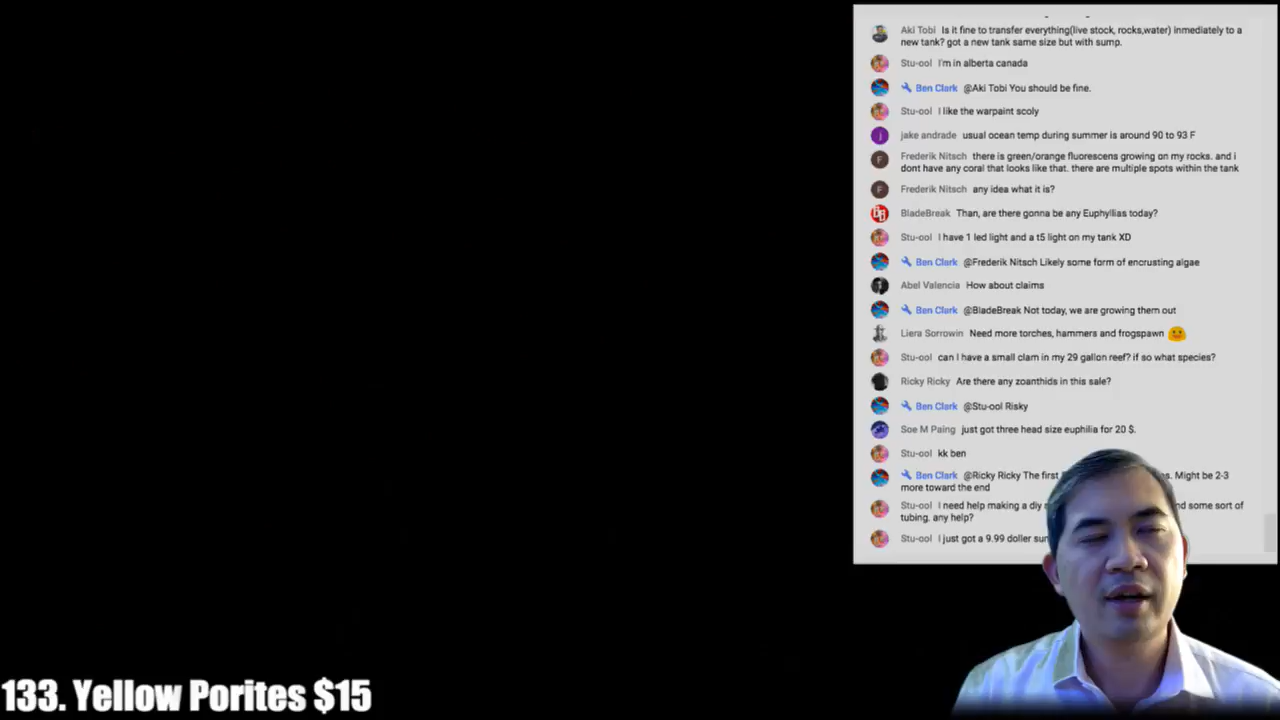 Aki Tobi Is it fine to transfer everything(live stock, rocks,water) inmediately to a
new tank? got a new tank same size but with sump.
Stu-ool I'm in alberta canada
Ben Clark @Aki Tobi You should be fine.
Stu-ool I like the warpaint scoly
j jake andrade usual ocean temp during summer is around 90 to 93 F
F Frederik Nitsch there is green/orange fluorescens growing on my rocks. and i
dont have any coral that looks like that. there are multiple spots within the tank
F Frederik Nitsch any idea what it is?
BladeBreak Than, are there gonna be any Euphyllias today?
Stu-ool I have 1 led light and a t5 light on my tank XD
Ben Clark @Frederik Nitsch Likely some form of encrusting algae
Abel Valencia How about claims
Ben Clark @BladeBreak Not today, we are growing them out
Liera Sorrowin Need more torches, hammers and frogspawn
Stu-ool can I have a small clam in my 29 gallon reef? if so what species?
Ricky Ricky Are there any zoanthids in this sale?
Ben Clark @Stu-ool Risky
Soe M Paing just got three head size euphilia for 20 $.
Stu-ool kk ben
Ben Clark @Ricky Ricky The first Might be 2-3
more toward the end
Stu-ool I need help making a diy some sort of
tubing. any help?
Stu-ool I just got a 9.99 doller
133. Yellow Porites $15